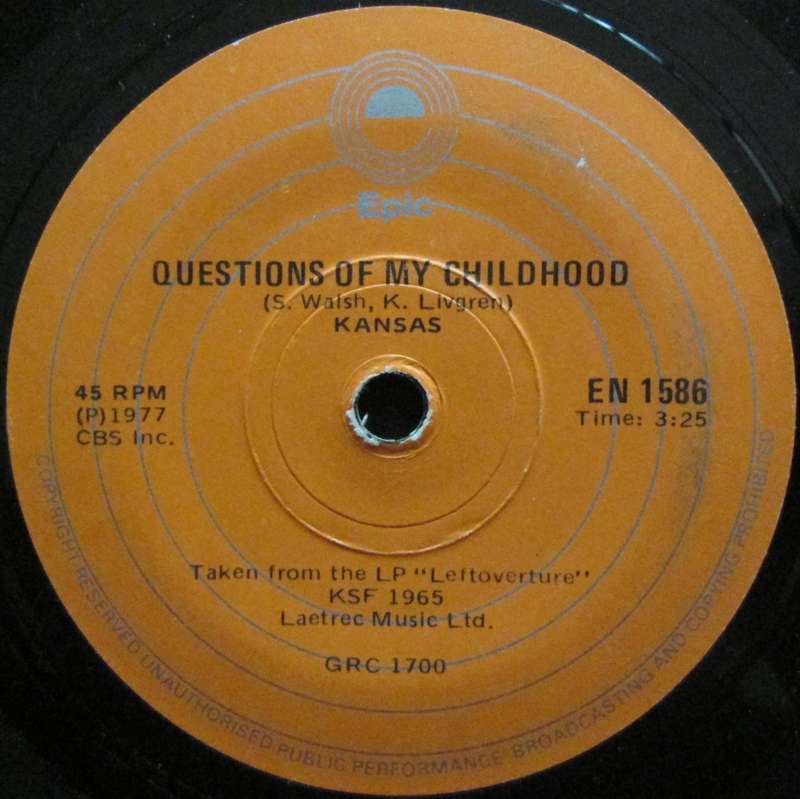 Epic
QUESTIONS OF MY CHILDHOOD
(S. Walsh, K. Livgren)
KANSAS
45 RPM
(P)1977
CBS Inc.
EN 1586
Time: 3:25
Taken from the LP "Leftoverture"
KSF 1965
Laetrec Music Ltd.
GRC 1700
COPYRIGHT RESERVED UNAUTHORISED PUBLIC PERFORMANCE BROADCASTING AND COPYING PROHIBITED